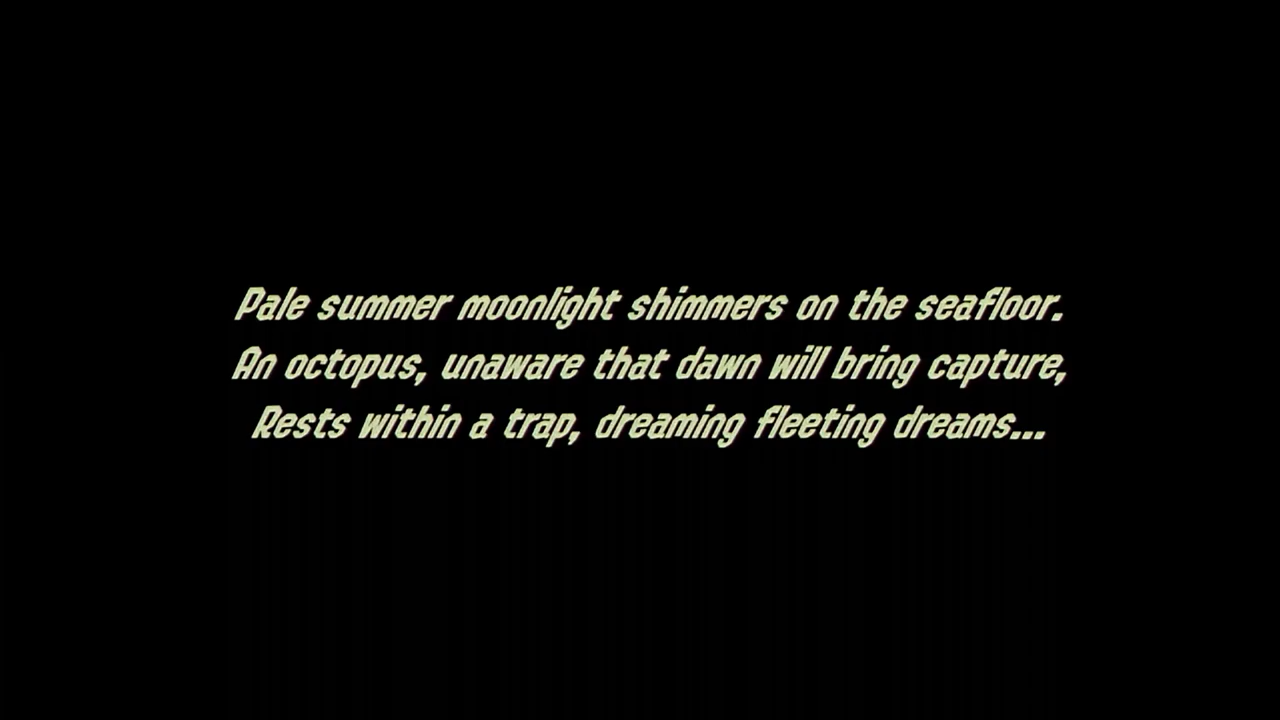 Pale summer moonlight shimmers on the seafloor.
An octopus, unaware that dawn will bring capture,
Rests within a trap, dreaming fleeting dreams...